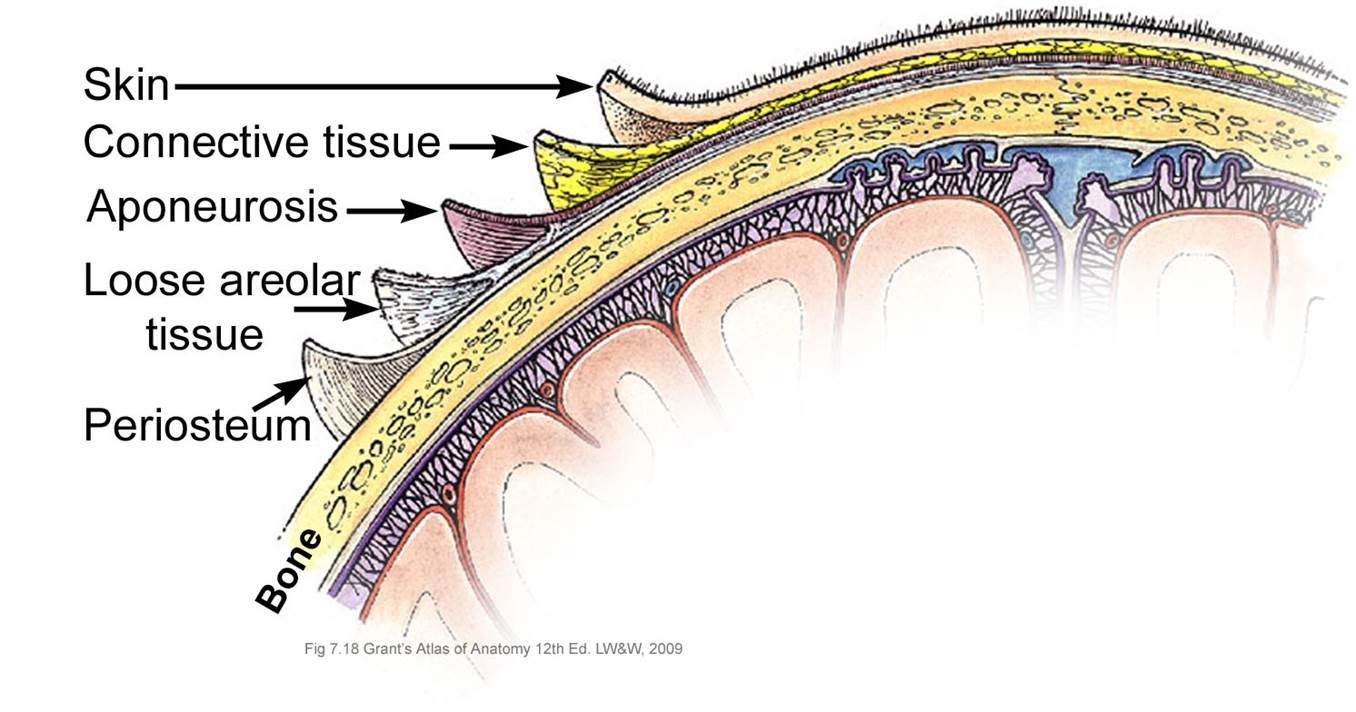 Skin
Connective tissue
Aponeurosis
Loose areolar
tissue
Periosteum
Bone
Fig 7.18 Grant's Atlas of Anatomy 12th Ed. LW&W, 2009